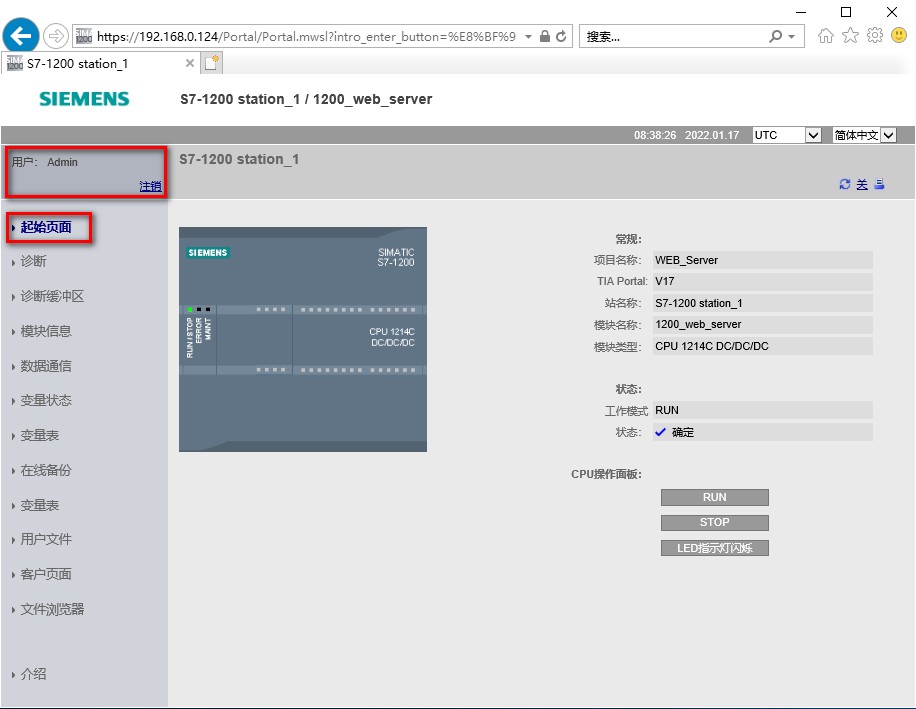 https://192.168.0.124/Portal/Portal.mwsl?intro_enter_button=%E8%BF%9
搜索...
S7-1200 station_1
SIEMENS
S7-1200 station_1 / 1200_web_server
08:38:26 2022.01.17 UTC 简体中文
用户: Admin
注销
S7-1200 station_1
关
起始页面
诊断
诊断缓冲区
模块信息
数据通信
变量状态
变量表
在线备份
变量表
用户文件
客户页面
文件浏览器
介绍
SIEMENS
SIMATIC
S7-1200
RUN / STOP
ERROR
MAINT
CPU 1214C
DC/DC/DC
常规:
项目名称: WEB_Server
TIA Portal: V17
站名称: S7-1200 station_1
模块名称: 1200_web_server
模块类型: CPU 1214C DC/DC/DC
状态:
工作模式 RUN
状态: 确定
CPU操作面板:
RUN
STOP
LED指示灯闪烁